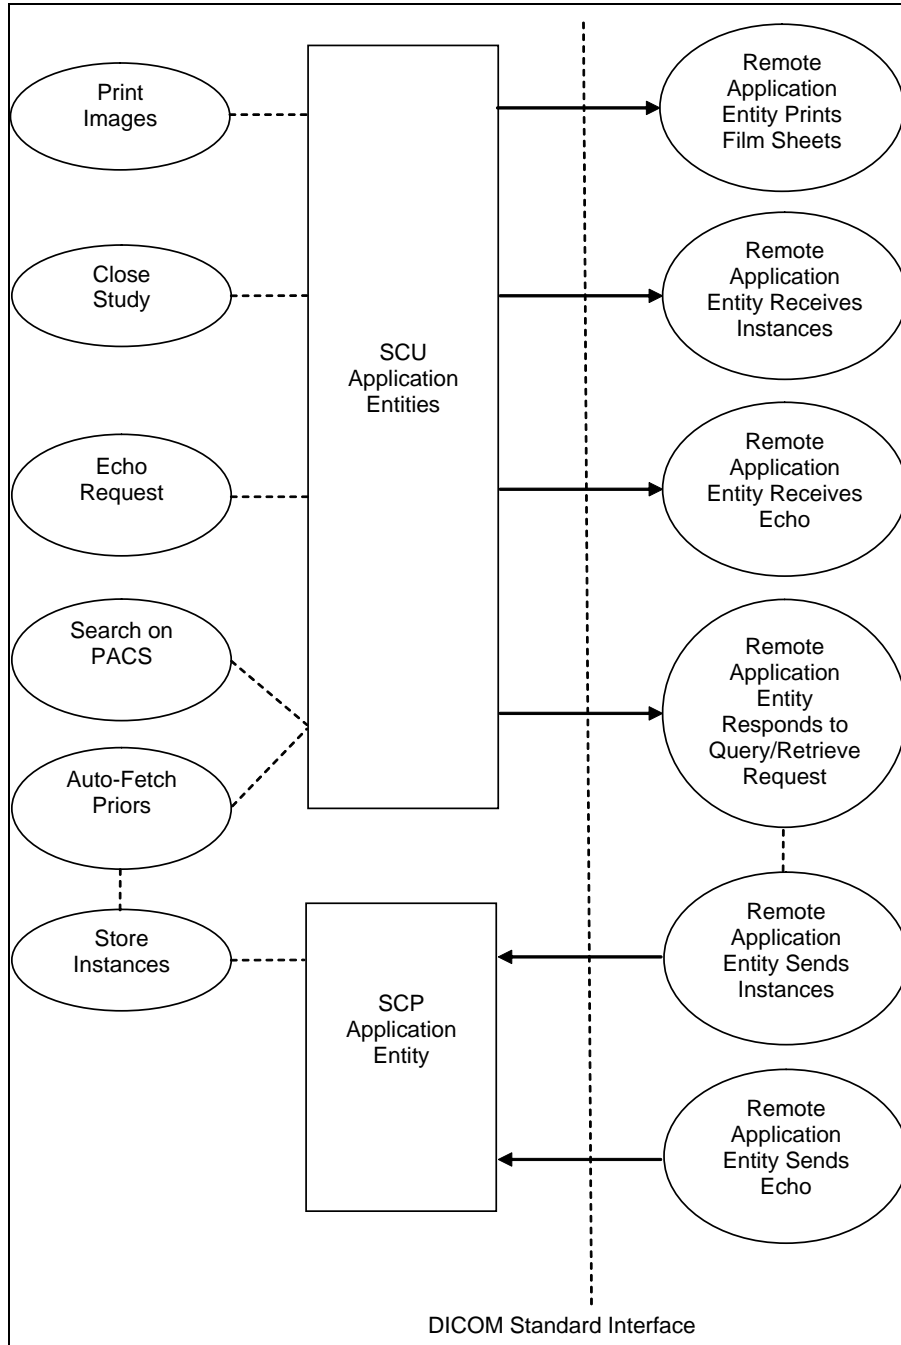 Print
Images
Close
Study
Echo
Request
Search on
PACS
Auto-Fetch
Priors
Store
Instances
SCU
Application
Entities
SCP
Application
Entity
Remote
Application
Entity Prints
Film Sheets
Remote
Application
Entity Receives
Instances
Remote
Application
Entity Receives
Echo
Remote
Application
Entity
Responds to
Query/Retrieve
Request
Remote
Application
Entity Sends
Instances
Remote
Application
Entity Sends
Echo
DICOM Standard Interface